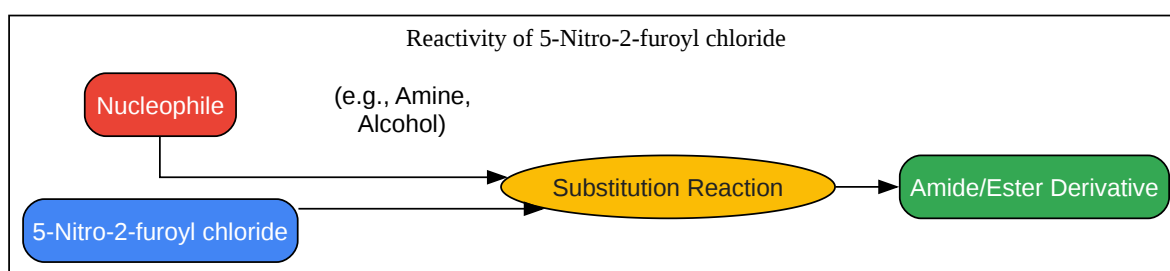 Reactivity of 5-Nitro-2-furoyl chloride
Nucleophile
(e.g., Amine,
Alcohol)
Substitution Reaction
Amide/Ester Derivative
5-Nitro-2-furoyl chloride